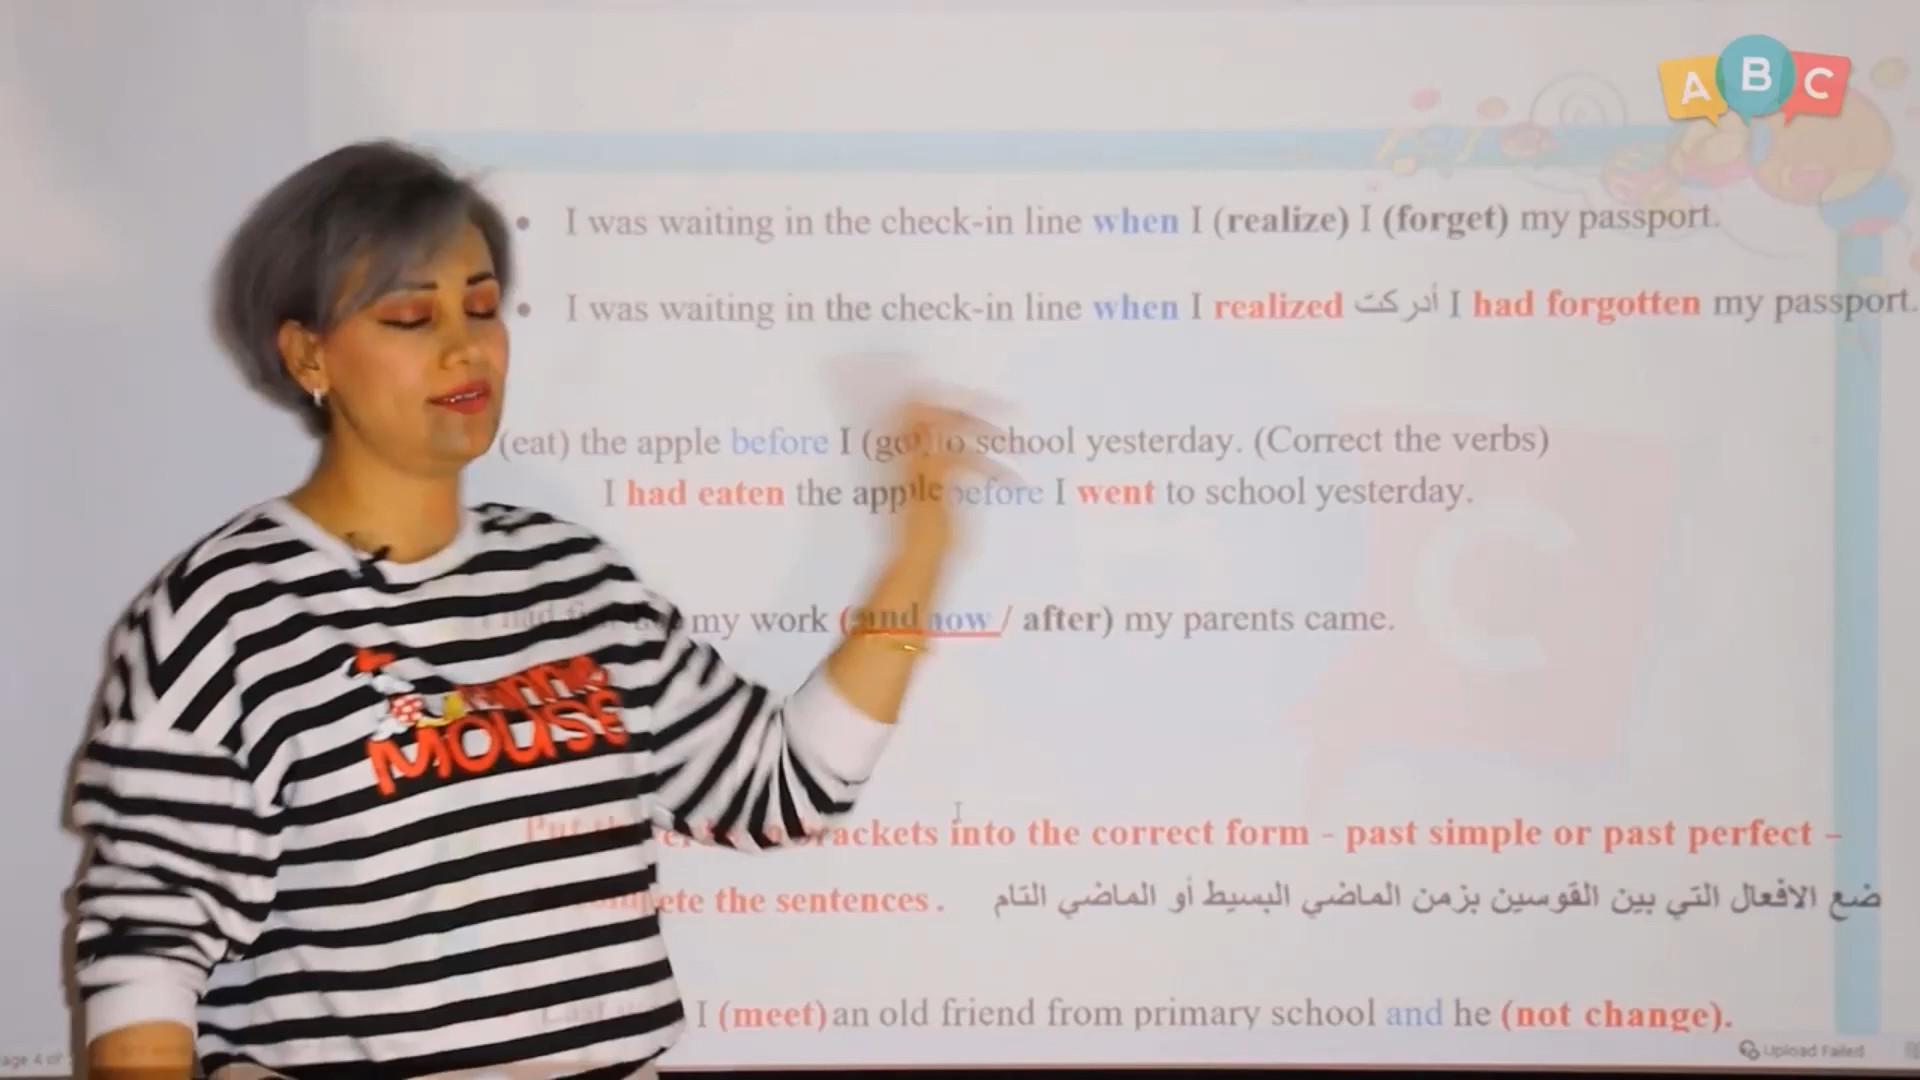 A B C
• I was waiting in the check-in line when I (realize) I (forget) my passport.
• I was waiting in the check-in line when I realized أدركت I had forgotten my passport.
(eat) the apple before I (go) to school yesterday. (Correct the verbs)
I had eaten the apple before I went to school yesterday.
my work (and now / after) my parents came.
brackets into the correct form - past simple or past perfect –
the sentences. ضع الافعال التي بين القوسين بزمن الماضي البسيط أو الماضي التام
I (meet) an old friend from primary school and he (not change).
Upload Failed
MOUSE